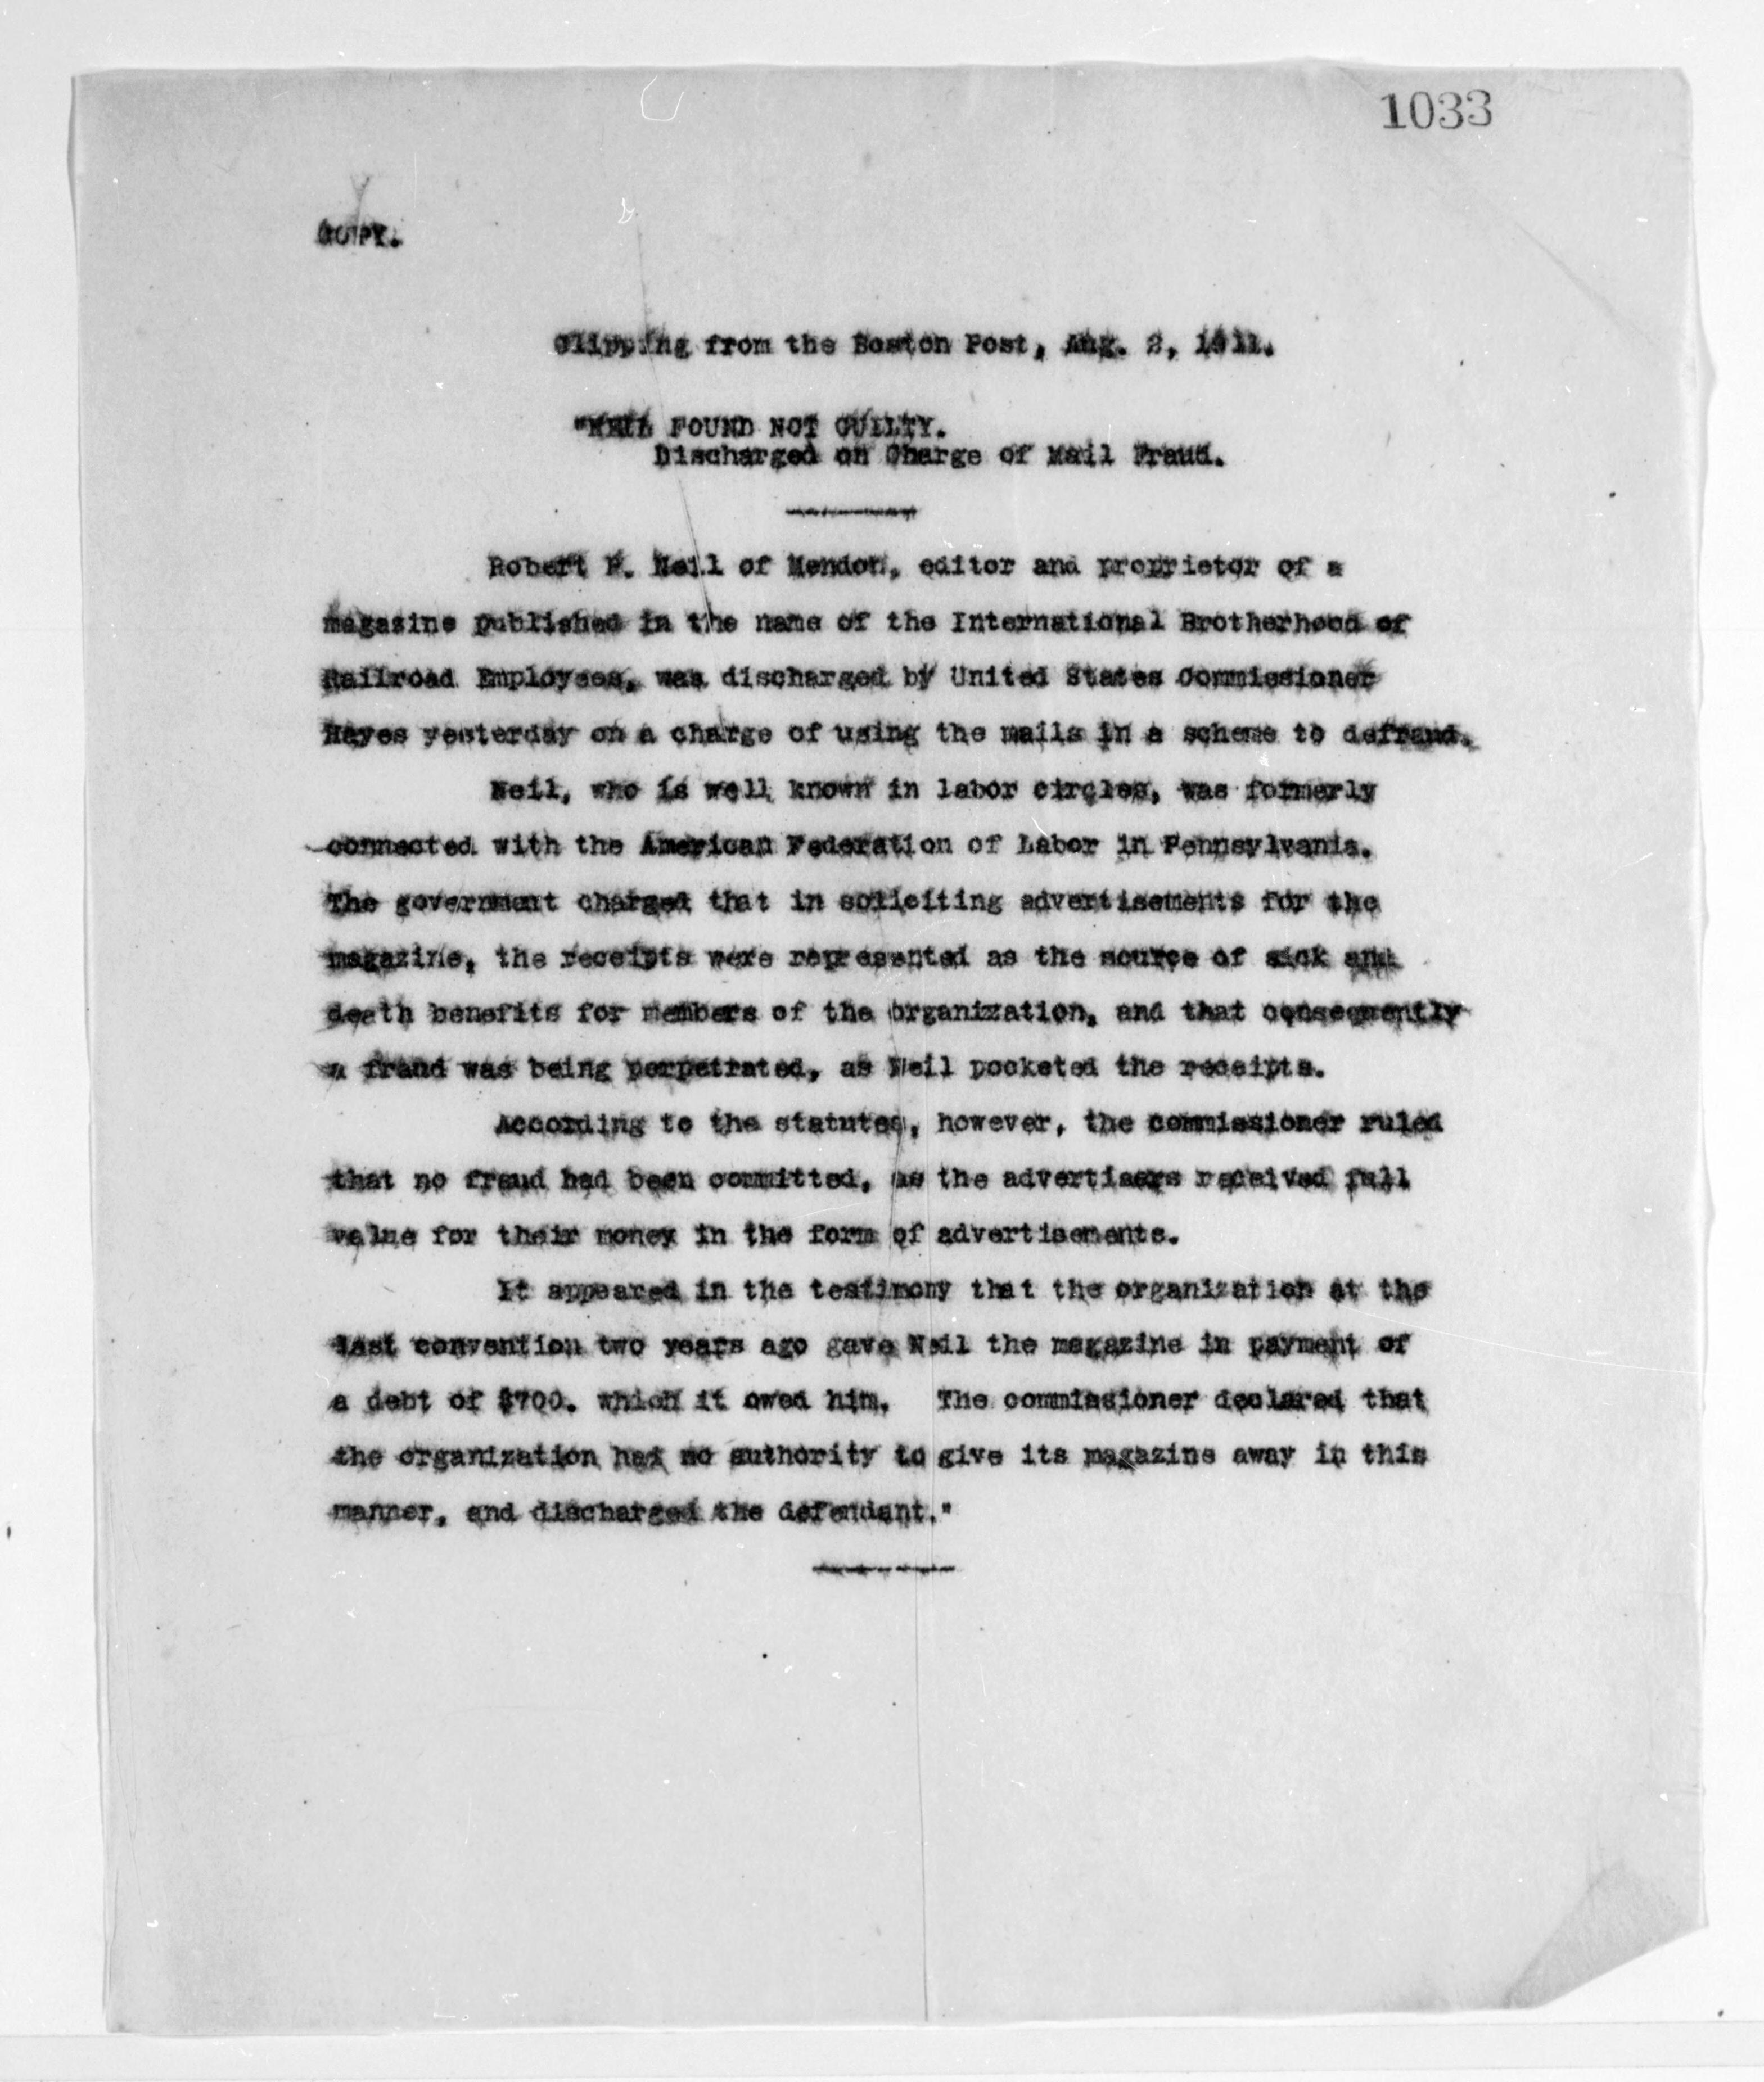 1033
COPY.
Clipping from the Boston Post, Aug. 2, 1911.
"NEIL FOUND NOT GUILTY.
Discharged on Charge of Mail Fraud.
Robert P. Neil of Mendon, editor and proprietor of a
magazine published in the name of the International Brotherhood of
Railroad Employees, was discharged by United States Commissioner
Hayes yesterday on a charge of using the mails in a scheme to defraud.
Neil, who is well known in labor circles, was formerly
connected with the American Federation of Labor in Pennsylvania.
The government charged that in soliciting advertisements for the
magazine, the receipts were represented as the source of sick and
death benefits for members of the organization, and that consequently
a fraud was being perpetrated, as Neil pocketed the receipts.
According to the statutes, however, the commissioner ruled
that no fraud had been committed, as the advertisers received full
value for their money in the form of advertisements.
It appeared in the testimony that the organization at the
last convention two years ago gave Neil the magazine in payment of
a debt of $700. which it owed him. The commissioner declared that
the organization had no authority to give its magazine away in this
manner, and discharged the defendant."